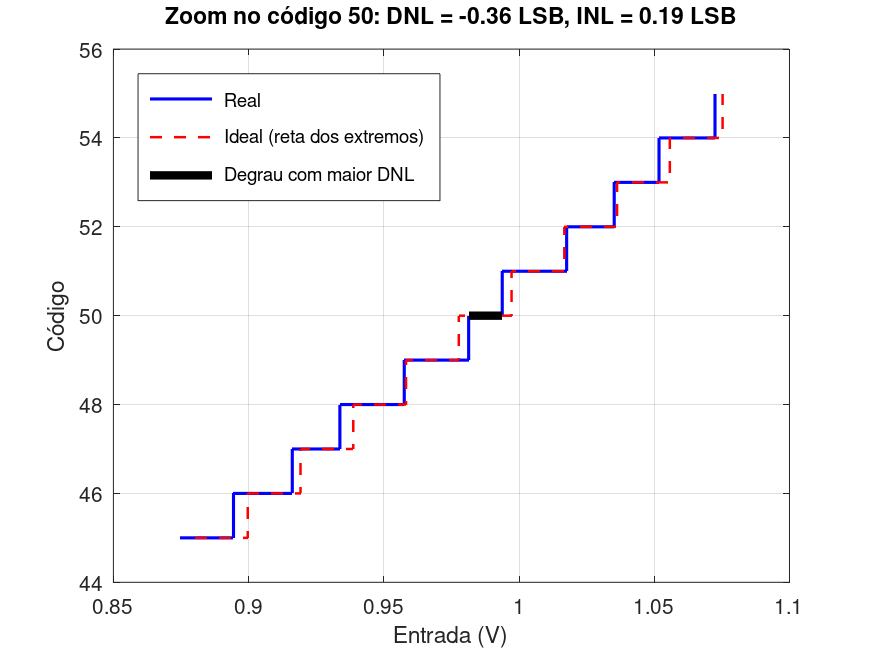 Zoom no código 50: DNL = -0.36 LSB, INL = 0.19 LSB
56
54
52
50
48
46
44
Código
Real
Ideal (reta dos extremos)
Degrau com maior DNL
0.85
0.9
0.95
1
1.05
1.1
Entrada (V)